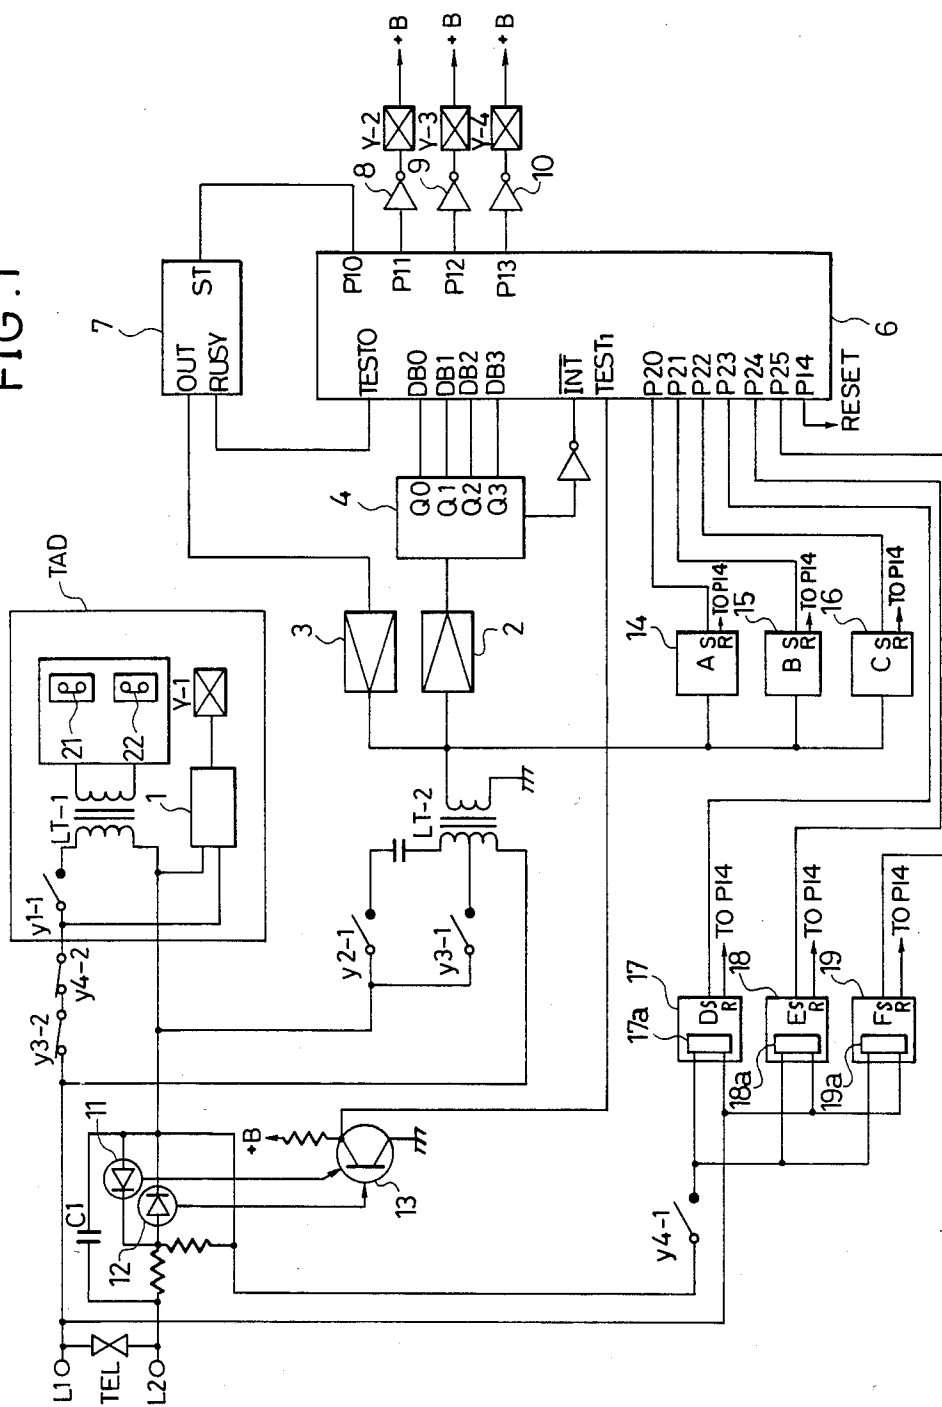 FIG. 1
TAD
21
22
Y-1
LT-1
1
y1-1
y4-2
y3-2
L1
TEL
L2
C1
11
12
+B
13
y2-1
y3-1
LT-2
3
2
4
Q0
Q1
Q2
Q3
7
OUT
RUSY
ST
TEST0
DB0
DB1
DB2
DB3
INT
TEST1
P20
P21
P22
P23
P24
P25
P14
RESET
P10
P11
P12
P13
6
8
9
10
Y-2
Y-3
Y-4
+B
+B
+B
14
A S
R
TO P14
15
B S
R
TO P14
16
C S
R
TO P14
17
17a
D S
R
TO P14
18
18a
E S
R
TO P14
19
19a
F S
R
TO P14
y4-1